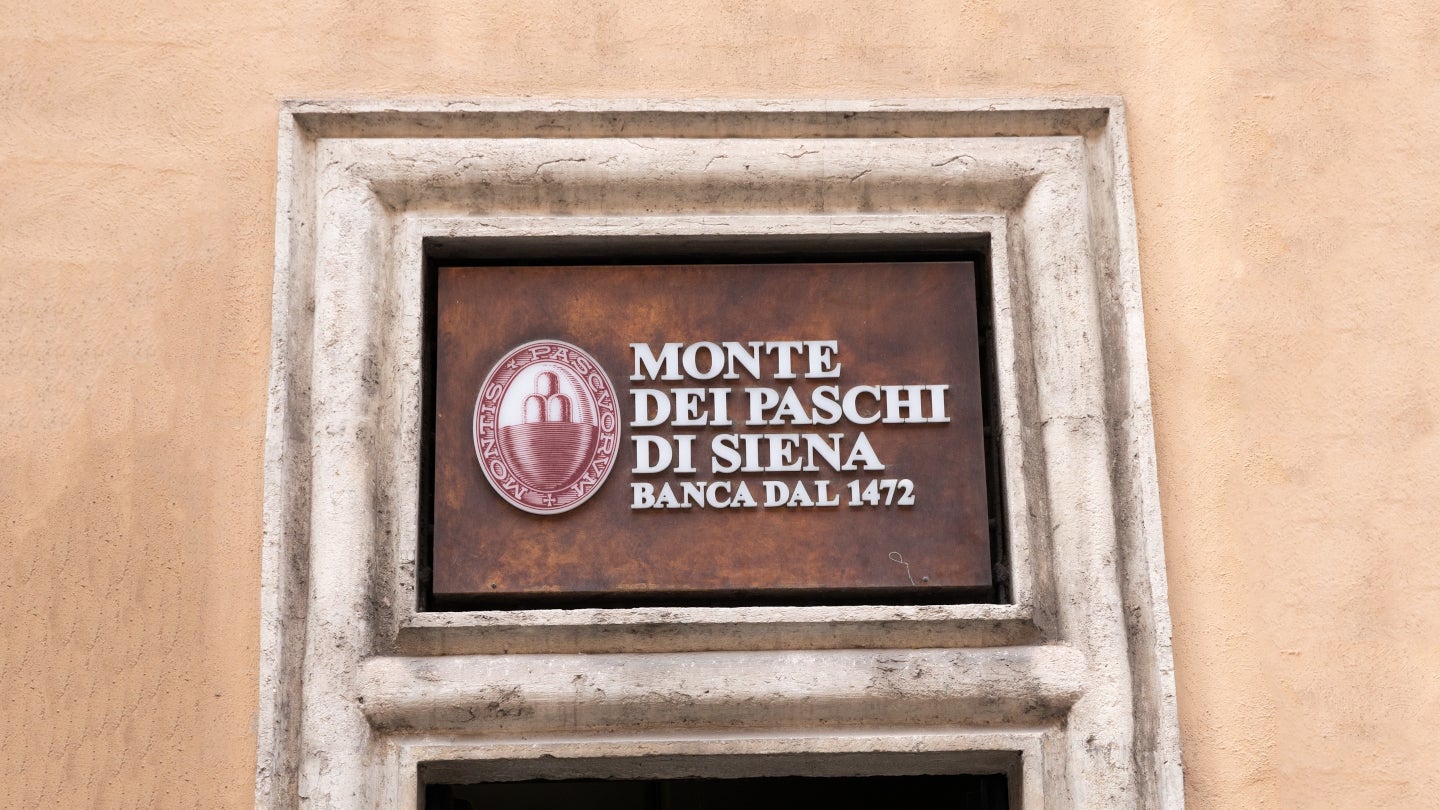 MONTIS PASCVORVM
MONTE
DEI PASCHI
DI SIENA
BANCA DAL 1472